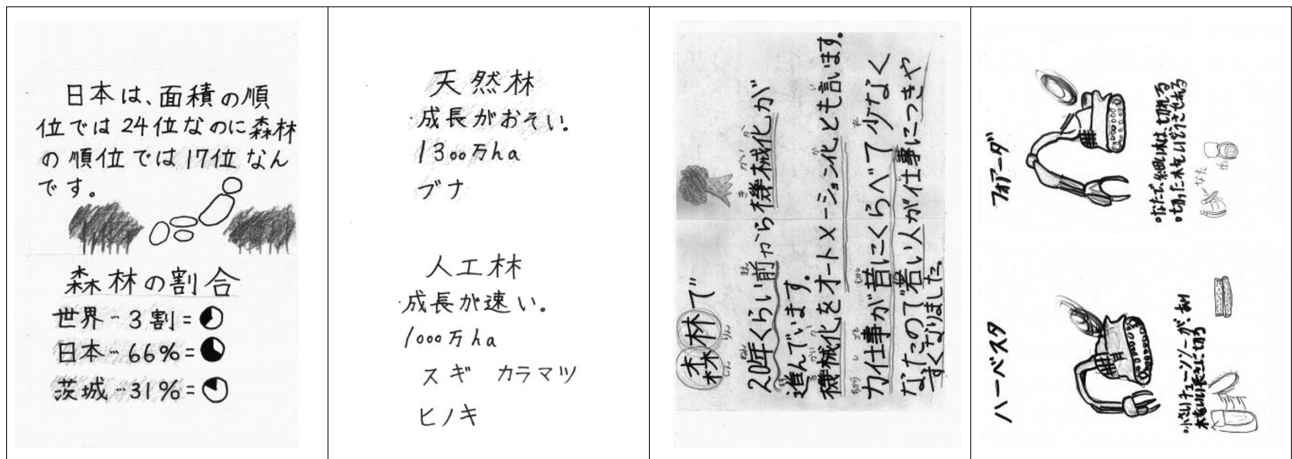 日本は、面積の順
位では24位なのに森林
の順位では17位なん
です。
森林の割合
世界…3割=
日本…66%=
茨城…31%=
天然林
成長がおそい。
1300万ha
ブナ
人工林
成長が速い。
1000万ha
スギ カラマツ
ヒノキ
森林で
しんりん
20年くらい前から機械化が
進んでいます。
機械化をオートメーション化とも言います。
力仕事が昔にくらべて少なく
なたので若い人が仕事につきや
すくなりました
フォワーダ
なた
ハーベスタ